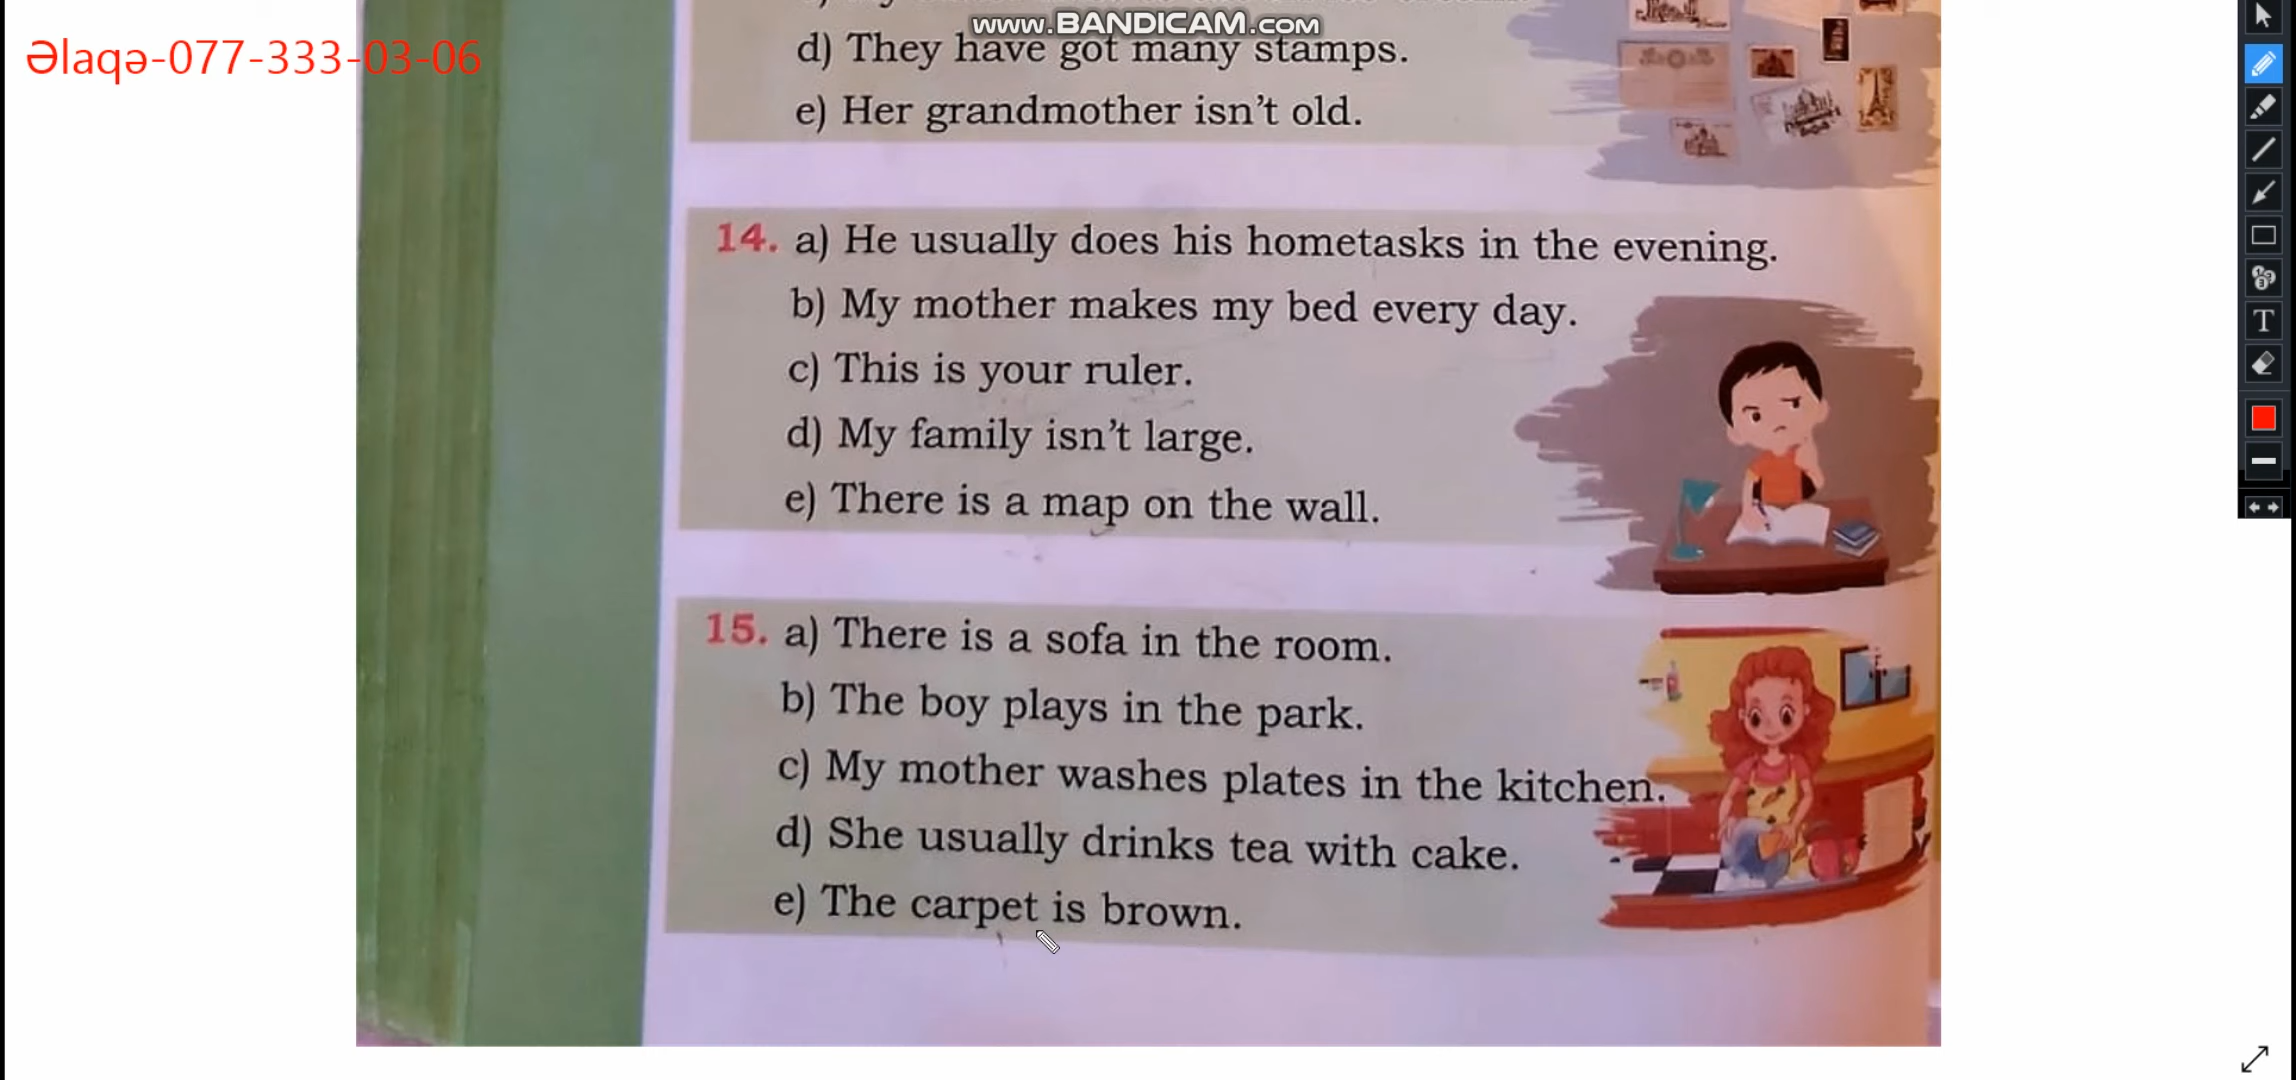 www.BANDICAM.com
Əlaqə-077-333-03-06
d) They have got many stamps.
e) Her grandmother isn't old.
14. a) He usually does his hometasks in the evening.
b) My mother makes my bed every day.
c) This is your ruler.
d) My family isn't large.
e) There is a map on the wall.
15. a) There is a sofa in the room.
b) The boy plays in the park.
c) My mother washes plates in the kitchen.
d) She usually drinks tea with cake.
e) The carpet is brown.
T